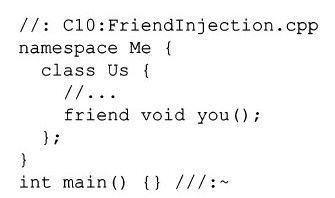 //: C10:FriendInjection.cpp
namespace Me {
  class Us {
    //...
    friend void you();
  };
}
int main() {} ///:~